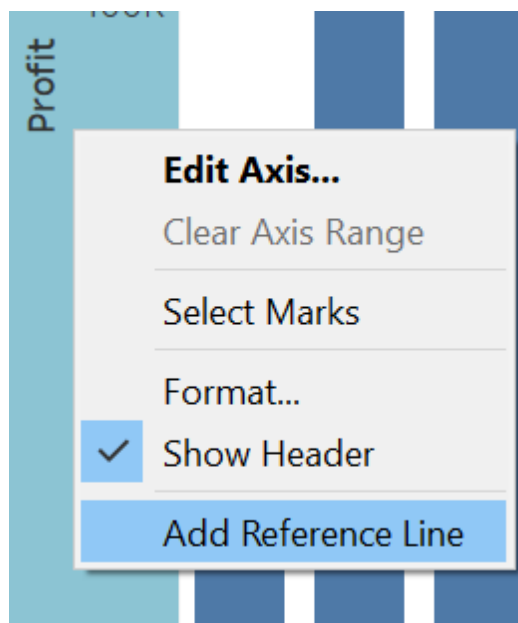 Profit
Edit Axis...
Clear Axis Range
Select Marks
Format...
Show Header
Add Reference Line